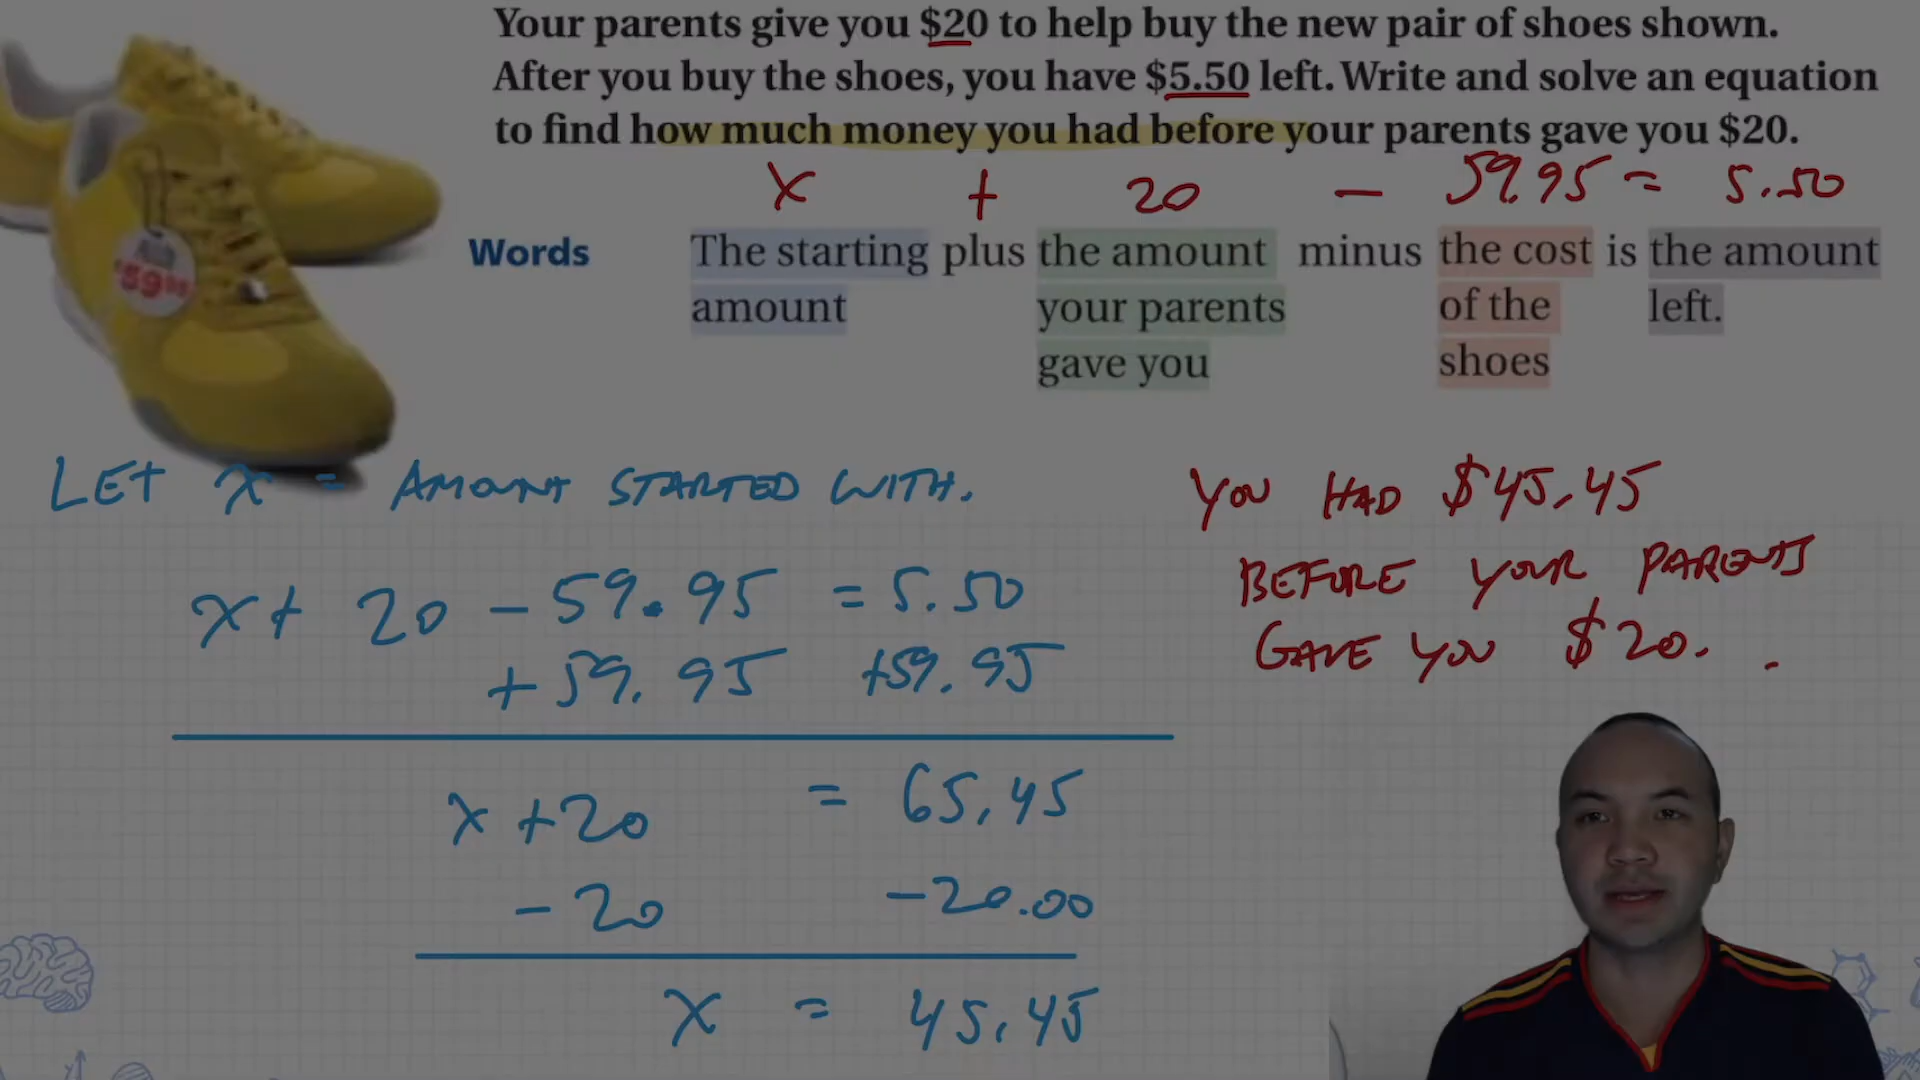 Your parents give you $20 to help buy the new pair of shoes shown.
After you buy the shoes, you have $5.50 left. Write and solve an equation
to find how much money you had before your parents gave you $20.
x + 20 - 59.95 = 5.50
Words The starting plus the amount minus the cost is the amount
amount your parents of the left.
gave you shoes
LET x = AMOUNT STARTED WITH.
x + 20 - 59.95 = 5.50
+59.95 +59.95
x + 20 = 65.45
- 20 -20.00
x = 45.45
YOU HAD $45.45
BEFORE YOUR PARENTS
GAVE YOU $20.